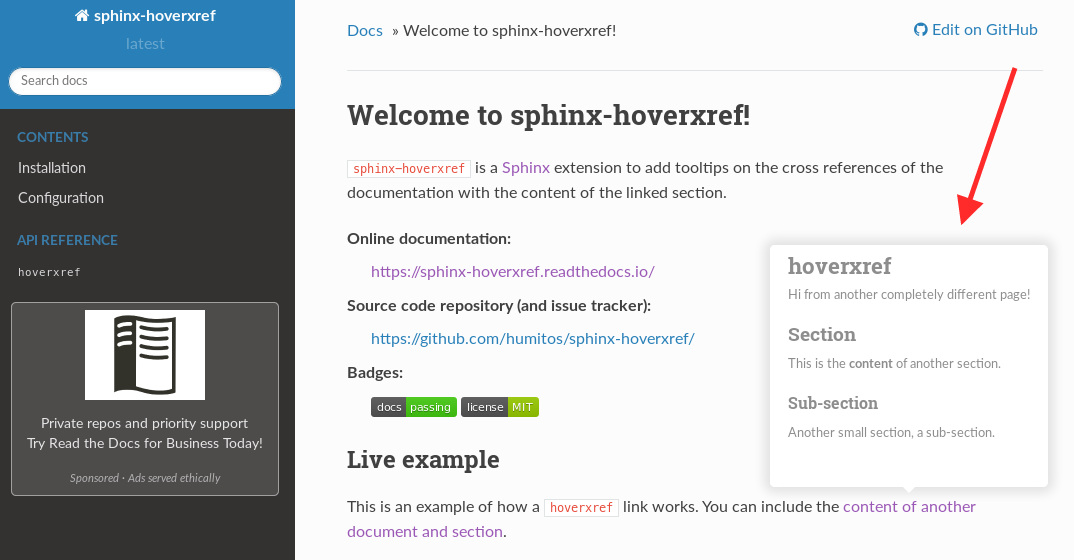 sphinx-hoverxref
latest
Search docs
CONTENTS
Installation
Configuration
API REFERENCE
hoverxref
Private repos and priority support
Try Read the Docs for Business Today!
Sponsored · Ads served ethically
Docs » Welcome to sphinx-hoverxref!
Edit on GitHub
Welcome to sphinx-hoverxref!
sphinx-hoverxref is a Sphinx extension to add tooltips on the cross references of the
documentation with the content of the linked section.
Online documentation:
https://sphinx-hoverxref.readthedocs.io/
Source code repository (and issue tracker):
https://github.com/humitos/sphinx-hoverxref/
Badges:
docs passing license MIT
hoverxref
Hi from another completely different page!
Section
This is the content of another section.
Sub-section
Another small section, a sub-section.
Live example
This is an example of how a hoverxref link works. You can include the content of another
document and section.